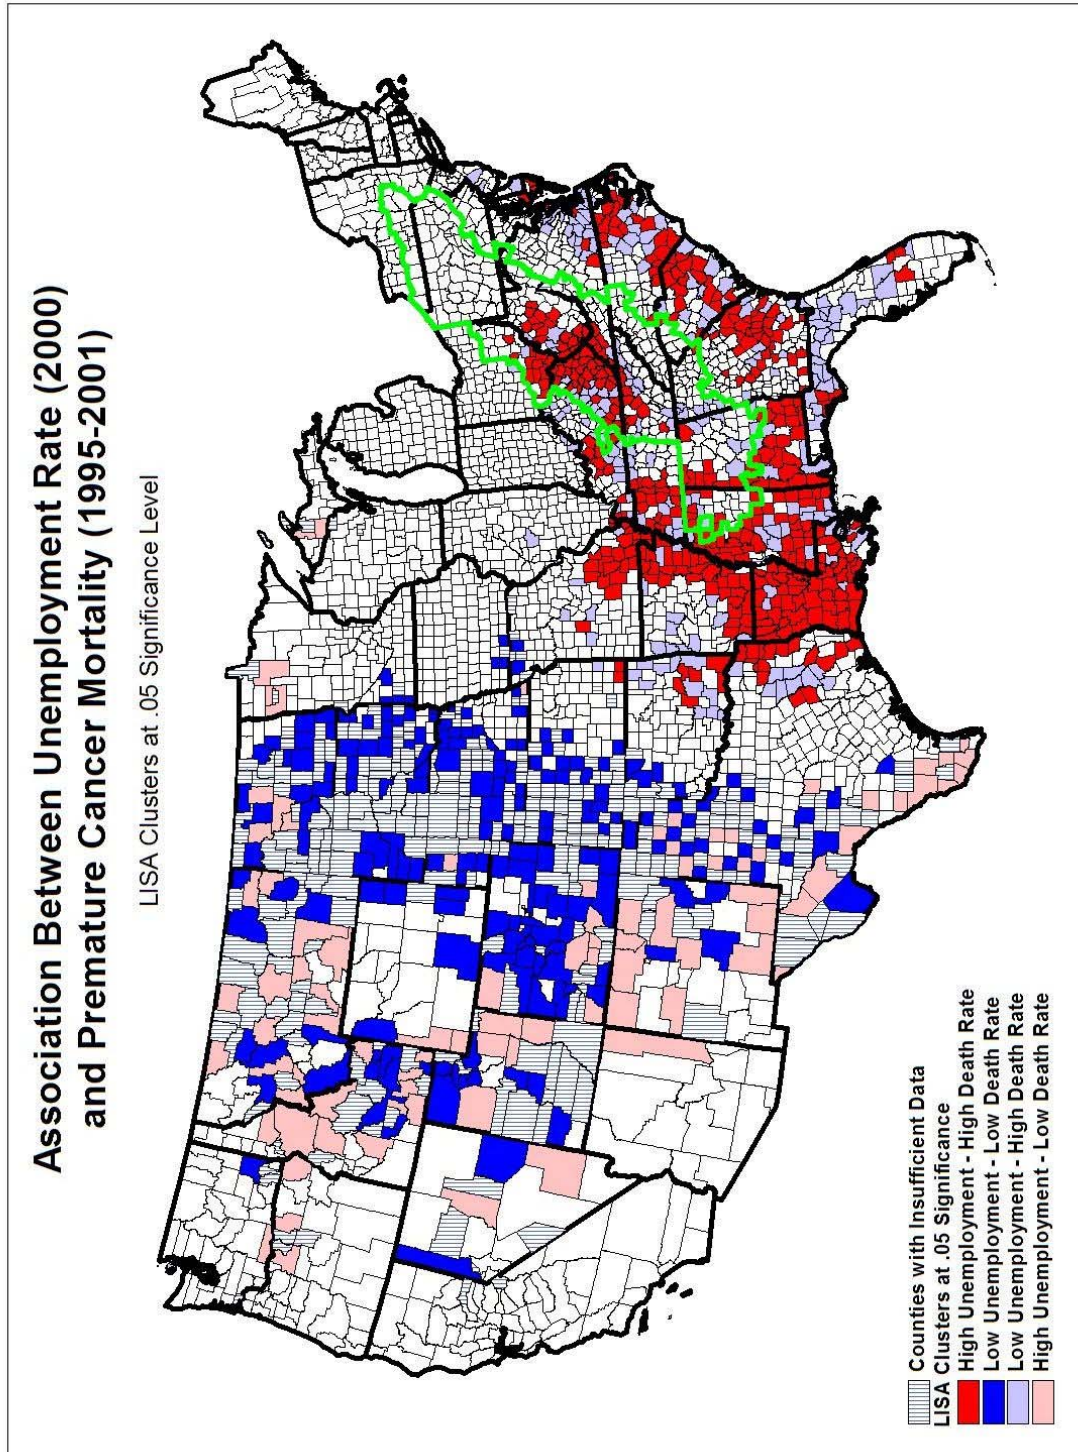 Association Between Unemployment Rate (2000)
and Premature Cancer Mortality (1995-2001)
LISA Clusters at .05 Significance Level
Counties with Insufficient Data
LISA Clusters at .05 Significance
High Unemployment - High Death Rate
Low Unemployment - Low Death Rate
Low Unemployment - High Death Rate
High Unemployment - Low Death Rate